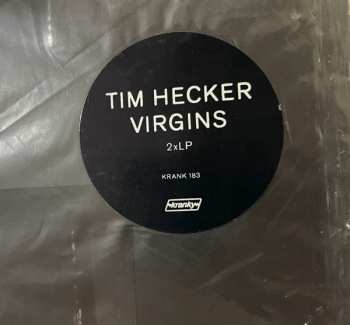 TIM HECKER
VIRGINS
2xLP
KRANK 183
kranky